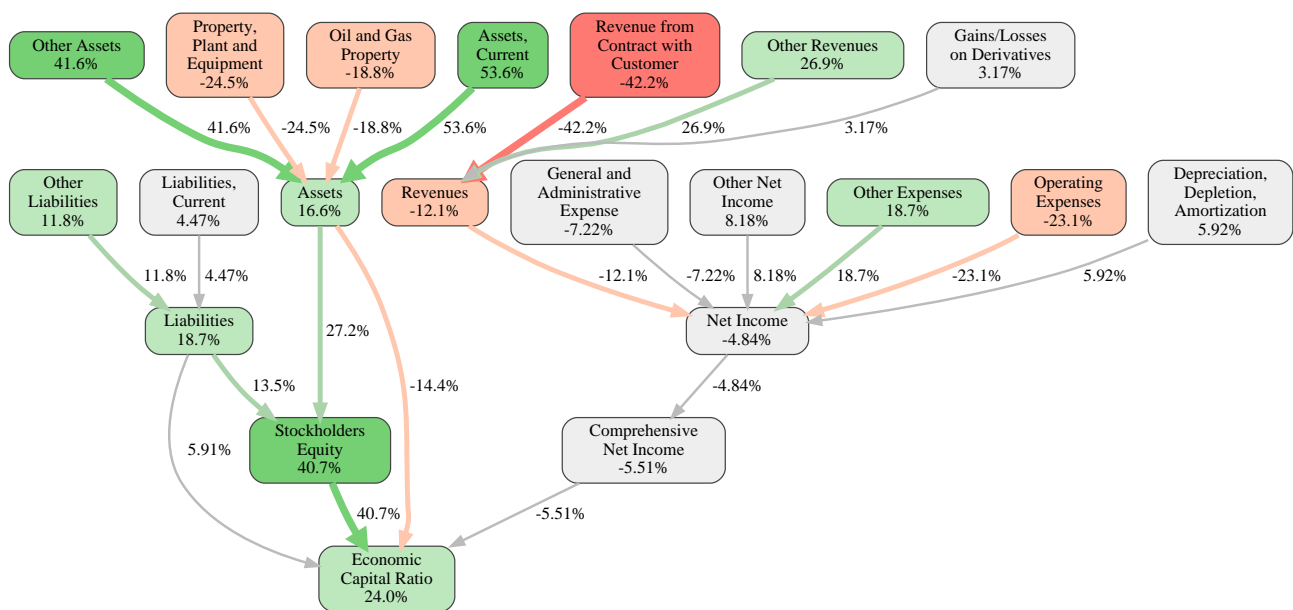 Other Assets
41.6%
Property,
Plant and
Equipment
-24.5%
Oil and Gas
Property
-18.8%
Assets,
Current
53.6%
Revenue from
Contract with
Customer
-42.2%
Other Revenues
26.9%
Gains/Losses
on Derivatives
3.17%
41.6%
-24.5%
-18.8%
53.6%
-42.2%
26.9%
3.17%
Other
Liabilities
11.8%
Liabilities,
Current
4.47%
Assets
16.6%
Revenues
-12.1%
General and
Administrative
Expense
-7.22%
Other Net
Income
8.18%
Other Expenses
18.7%
Operating
Expenses
-23.1%
Depreciation,
Depletion,
Amortization
5.92%
11.8%
4.47%
-12.1%
-7.22%
8.18%
18.7%
-23.1%
5.92%
Liabilities
18.7%
27.2%
Net Income
-4.84%
13.5%
-14.4%
-4.84%
5.91%
Stockholders
Equity
40.7%
Comprehensive
Net Income
-5.51%
40.7%
-5.51%
Economic
Capital Ratio
24.0%